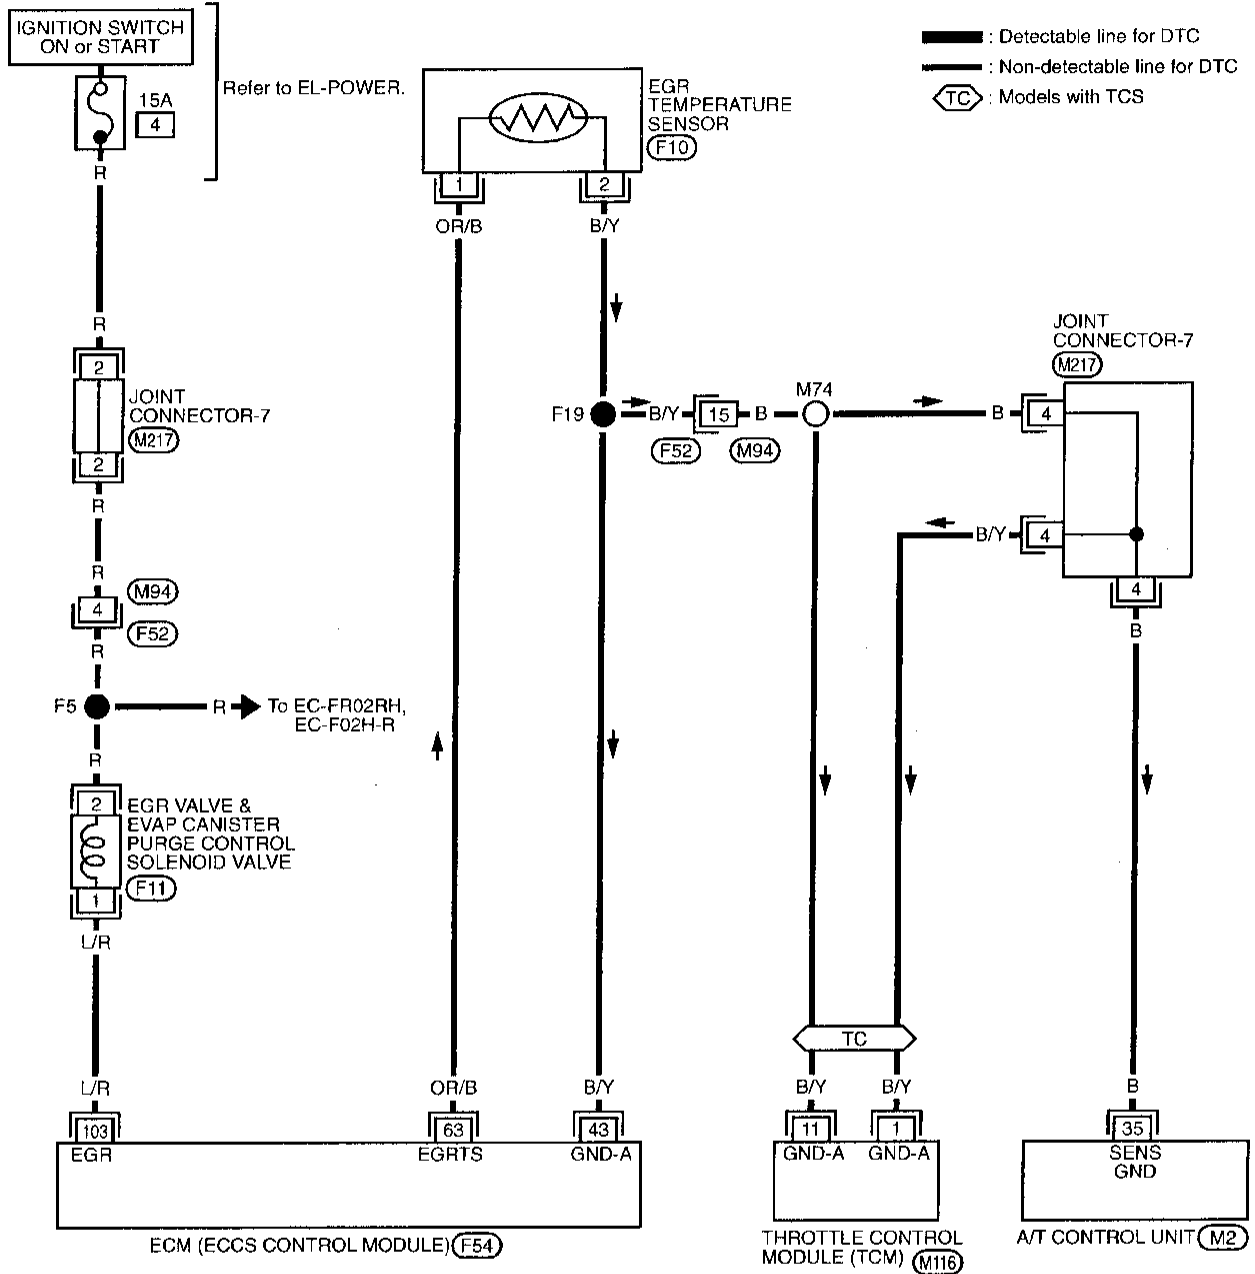 IGNITION SWITCH
ON or START
15A
4
Refer to EL-POWER.
: Detectable line for DTC
: Non-detectable line for DTC
TC : Models with TCS
EGR
TEMPERATURE
SENSOR
F10
1
2
R
OR/B
B/Y
R
2
JOINT
CONNECTOR-7
M217
2
R
R
M94
4
F52
R
F5
R
To EC-FR02RH,
EC-F02H-R
R
2
EGR VALVE &
EVAP CANISTER
PURGE CONTROL
SOLENOID VALVE
F11
1
L/R
F19
B/Y
15
B
F52
M94
M74
B
4
JOINT
CONNECTOR-7
M217
B/Y
4
4
B
TC
L/R
OR/B
B/Y
B/Y
B/Y
B
103
63
43
11
1
35
EGR
EGRTS
GND-A
GND-A
GND-A
SENS
GND
ECM (ECCS CONTROL MODULE) F54
THROTTLE CONTROL
MODULE (TCM) M116
A/T CONTROL UNIT M2